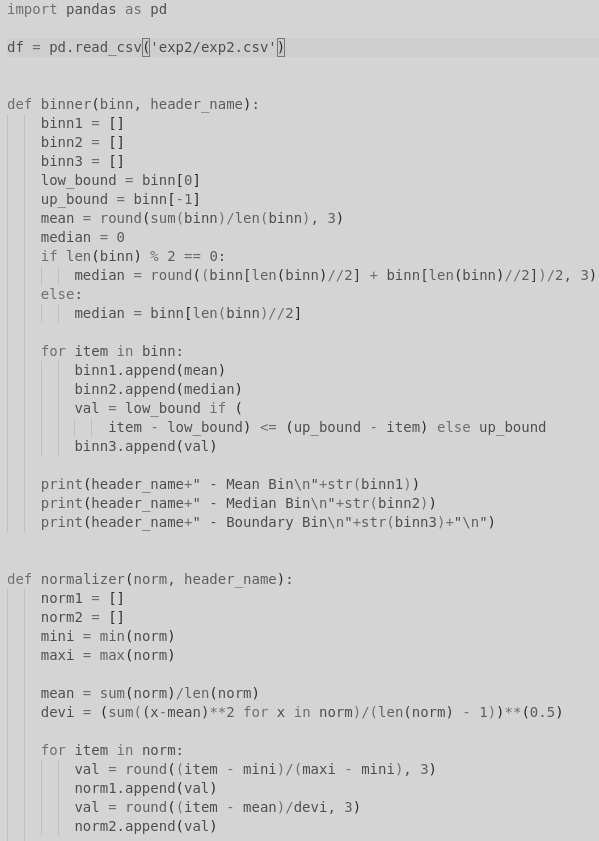 import pandas as pd
df = pd.read_csv('exp2/exp2.csv')
def binner(binn, header_name):
    binn1 = []
    binn2 = []
    binn3 = []
    low_bound = binn[0]
    up_bound = binn[-1]
    mean = round(sum(binn)/len(binn), 3)
    median = 0
    if len(binn) % 2 == 0:
        median = round((binn[len(binn)//2] + binn[len(binn)//2])/2, 3)
    else:
        median = binn[len(binn)//2]
    for item in binn:
        binn1.append(mean)
        binn2.append(median)
        val = low_bound if (
            item - low_bound) <= (up_bound - item) else up_bound
        binn3.append(val)
    print(header_name+" - Mean Bin\n"+str(binn1))
    print(header_name+" - Median Bin\n"+str(binn2))
    print(header_name+" - Boundary Bin\n"+str(binn3)+"\n")
def normalizer(norm, header_name):
    norm1 = []
    norm2 = []
    mini = min(norm)
    maxi = max(norm)
    mean = sum(norm)/len(norm)
    devi = (sum((x-mean)**2 for x in norm)/(len(norm) - 1))**(0.5)
    for item in norm:
        val = round((item - mini)/(maxi - mini), 3)
        norm1.append(val)
        val = round((item - mean)/devi, 3)
        norm2.append(val)